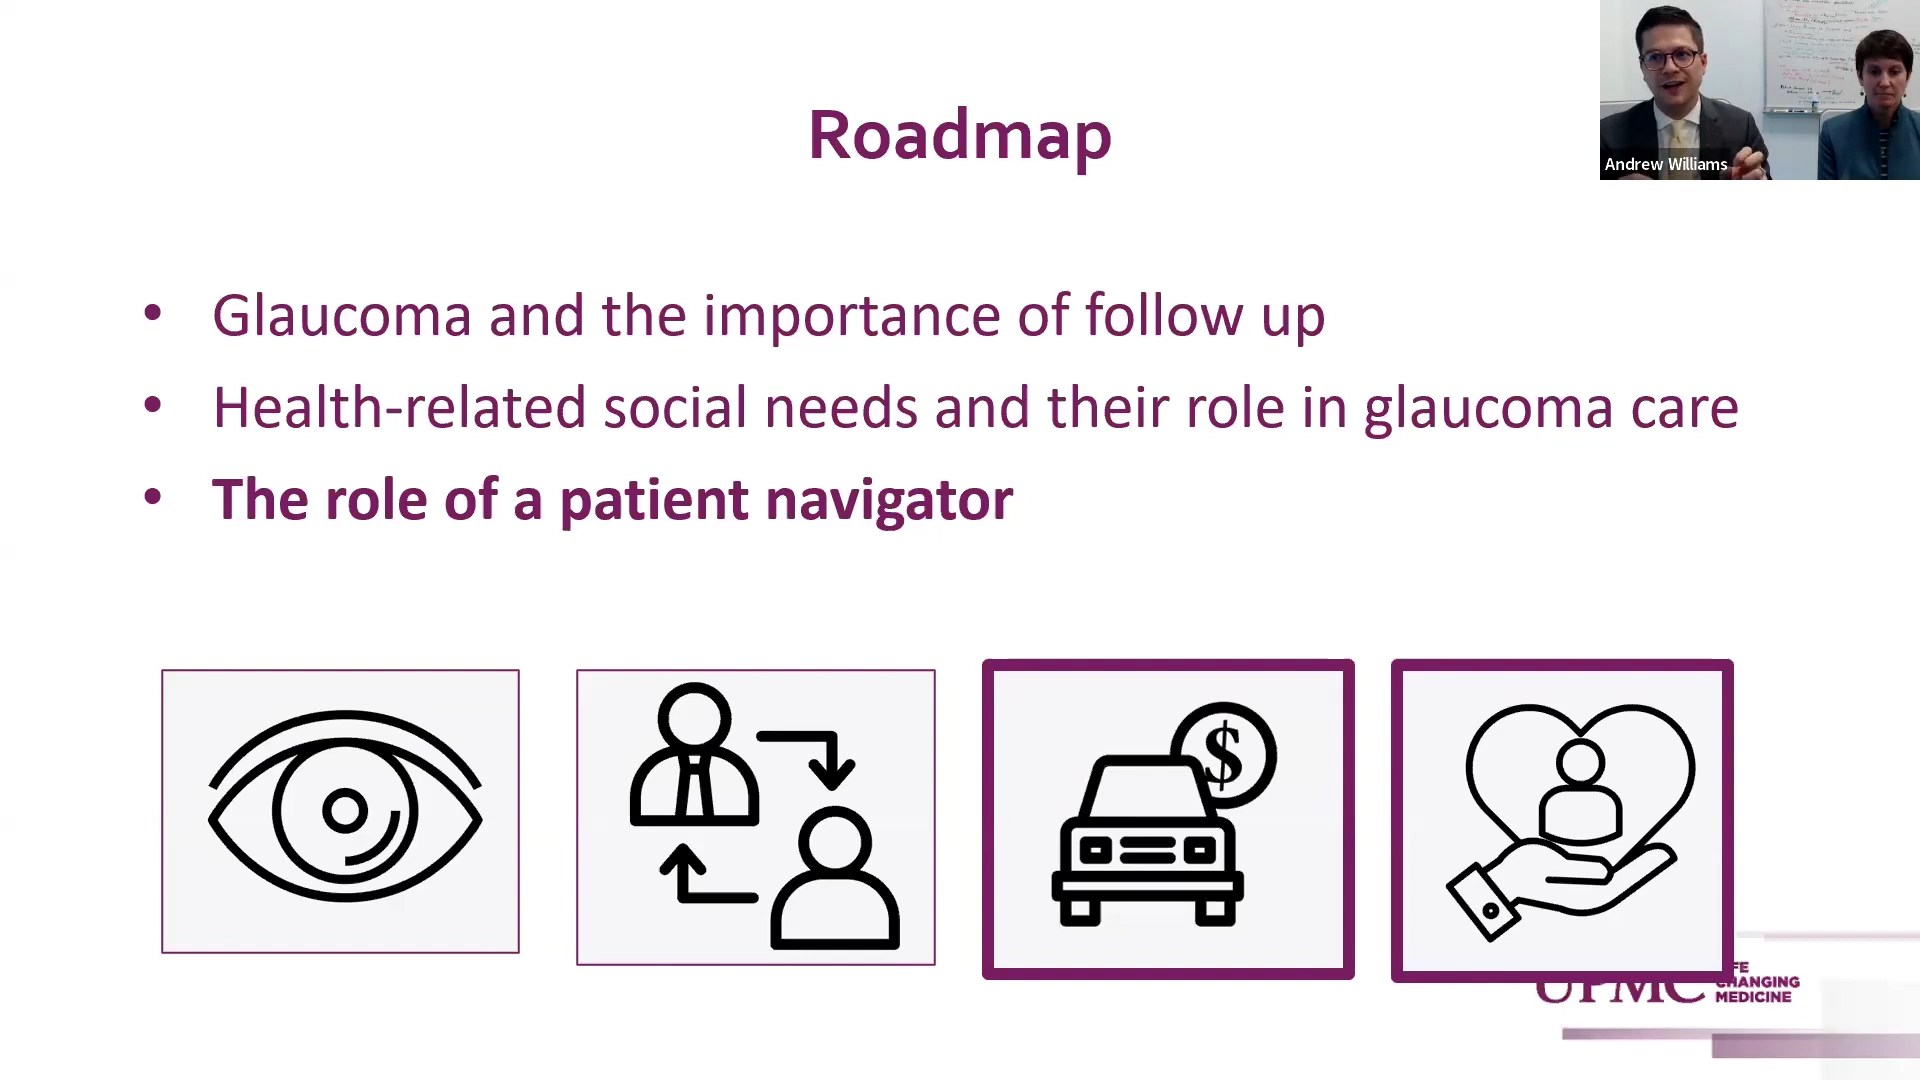 Roadmap
Andrew Williams
• Glaucoma and the importance of follow up
• Health-related social needs and their role in glaucoma care
• The role of a patient navigator
$
UPMC
CHANGING
MEDICINE